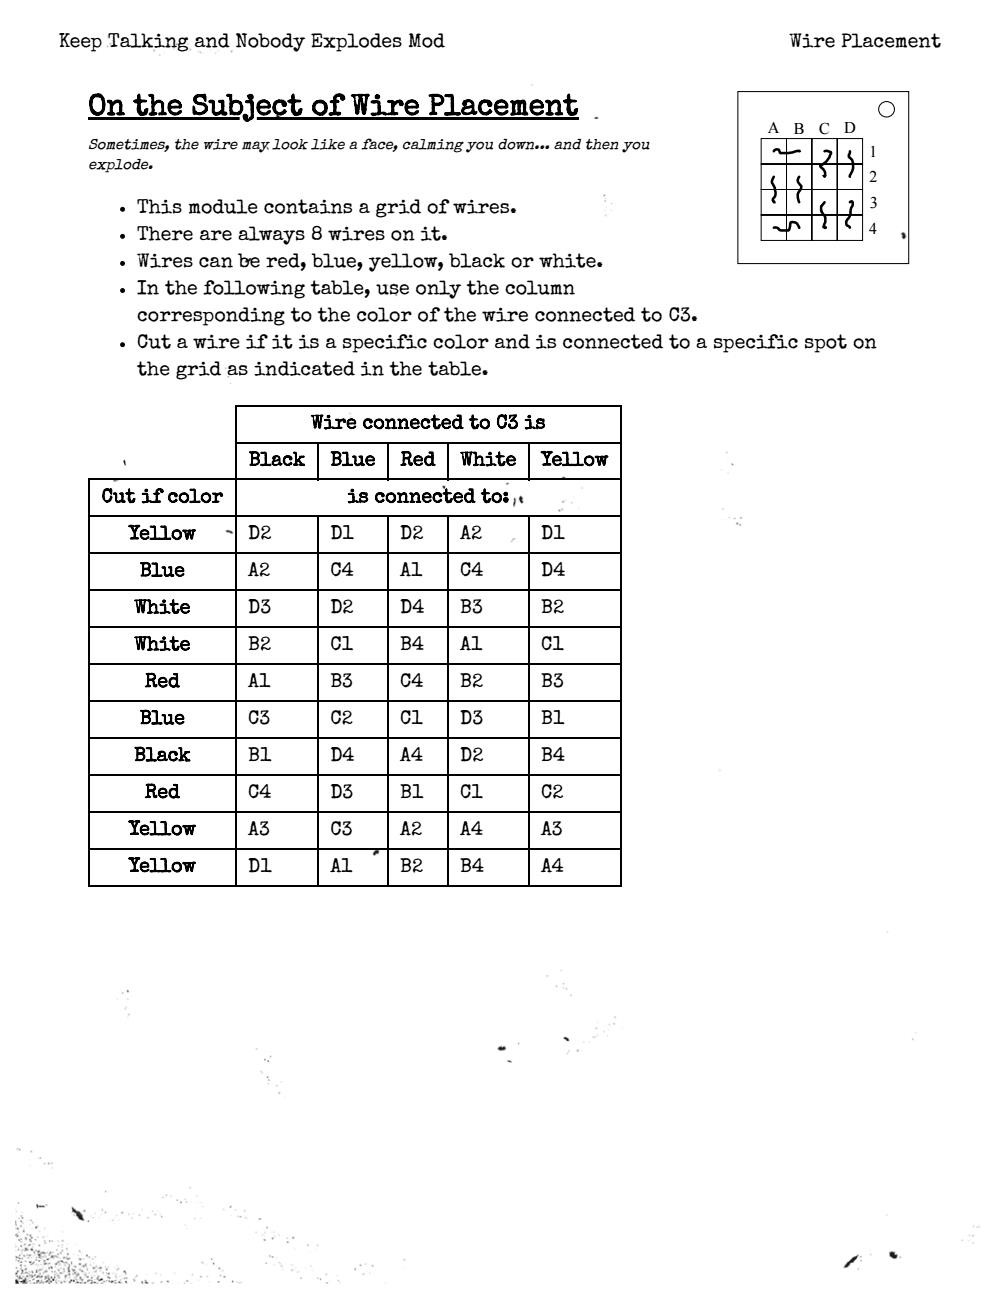 Keep Talking and Nobody Explodes Mod Wire Placement
On the Subject of Wire Placement
Sometimes, the wire may look like a face, calming you down... and then you
explode.
A B C D
1
2
3
4
• This module contains a grid of wires.
• There are always 8 wires on it.
• Wires can be red, blue, yellow, black or white.
• In the following table, use only the column
corresponding to the color of the wire connected to C3.
• Cut a wire if it is a specific color and is connected to a specific spot on
the grid as indicated in the table.
Wire connected to C3 is
Black Blue Red White Yellow
Cut if color is connected to:
Yellow D2 D1 D2 A2 D1
Blue A2 C4 A1 C4 D4
White D3 D2 D4 B3 B2
White B2 C1 B4 A1 C1
Red A1 B3 C4 B2 B3
Blue C3 C2 C1 D3 B1
Black B1 D4 A4 D2 B4
Red C4 D3 B1 C1 C2
Yellow A3 C3 A2 A4 A3
Yellow D1 A1 B2 B4 A4